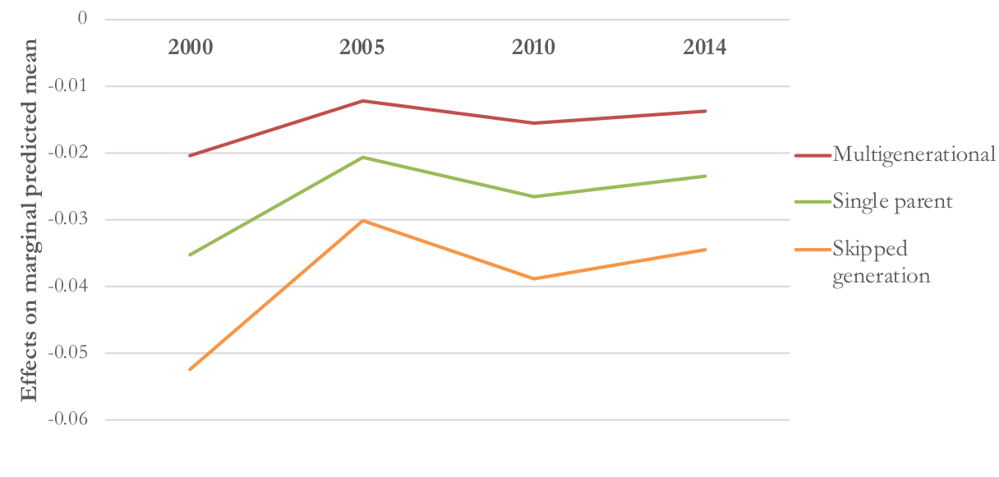 Effects on marginal predicted mean
0
-0.01
-0.02
-0.03
-0.04
-0.05
-0.06
2000 2005 2010 2014
Multigenerational
Single parent
Skipped
generation